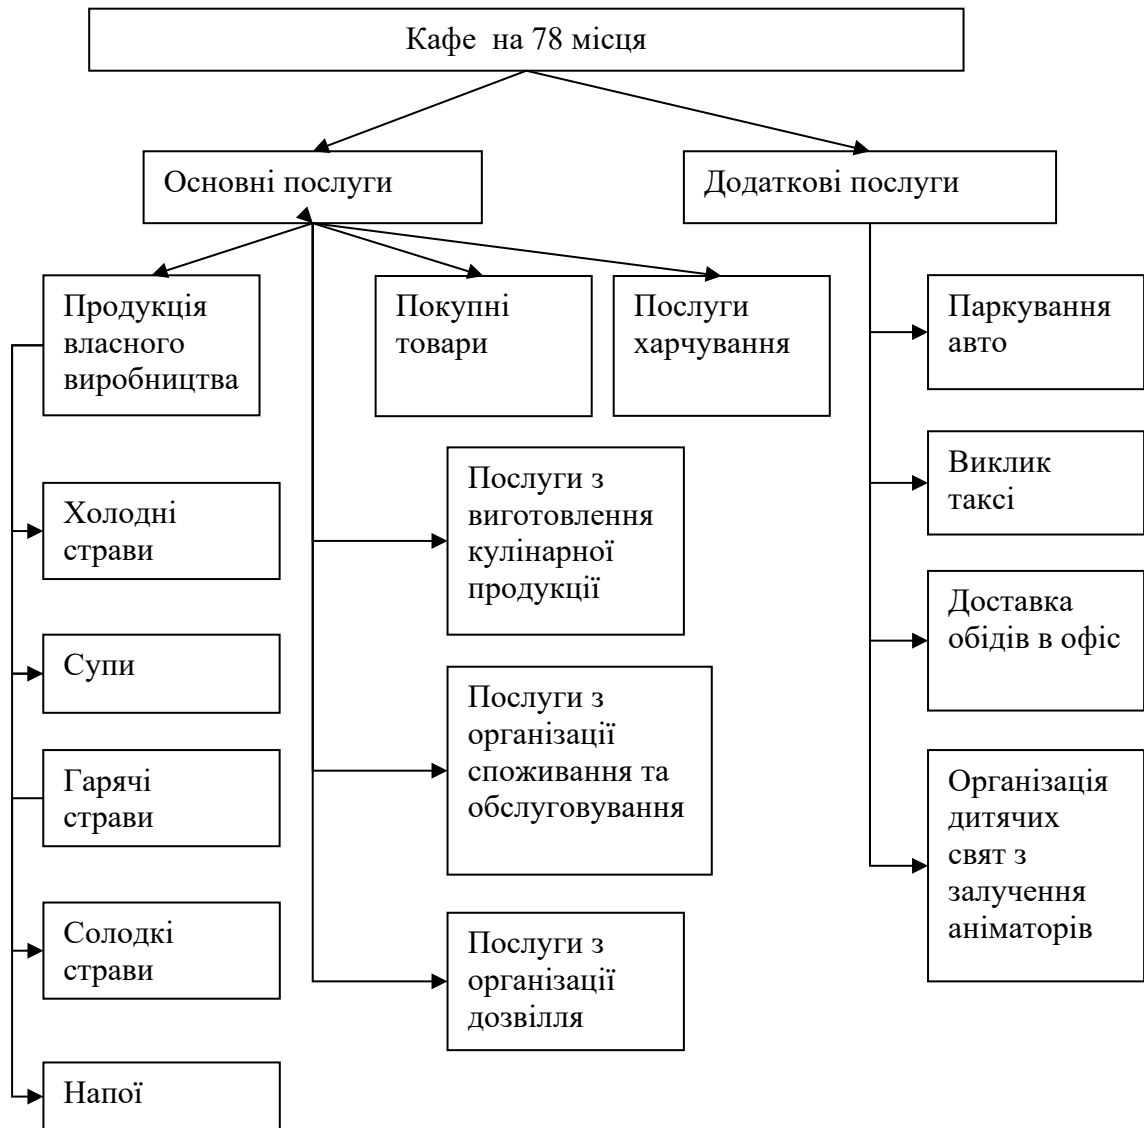 Кафе  на 78 місця
Основні послуги
Додаткові послуги
Продукція
власного
виробництва
Покупні
товари
Послуги
харчування
Паркування
авто
Холодні
страви
Супи
Гарячі
страви
Солодкі
страви
Напої
Послуги з
виготовлення
кулінарної
продукції
Послуги з
організації
споживання та
обслуговування
Послуги з
організації
дозвілля
Виклик
таксі
Доставка
обідів в офіс
Організація
дитячих
свят з
залучення
аніматорів